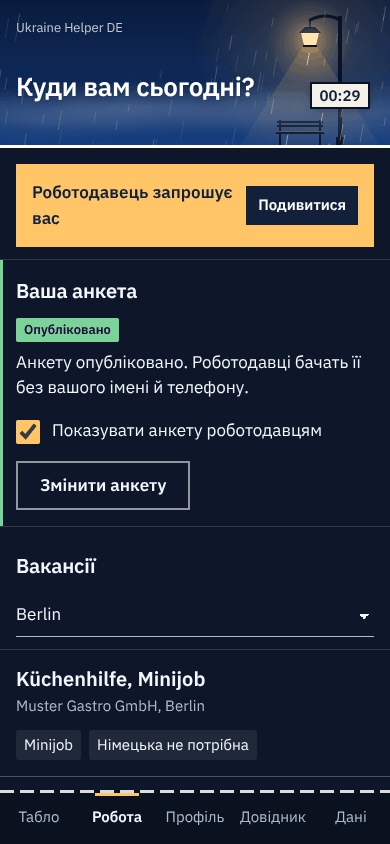 Ukraine Helper DE
Куди вам сьогодні?
00:29
Роботодавець запрошує
вас
Подивитися
Ваша анкета
Опубліковано
Анкету опубліковано. Роботодавці бачать її
без вашого імені й телефону.
Показувати анкету роботодавцям
Змінити анкету
Вакансії
Berlin
Küchenhilfe, Minijob
Muster Gastro GmbH, Berlin
Minijob
Німецька не потрібна
Табло
Робота
Профіль
Довідник
Дані